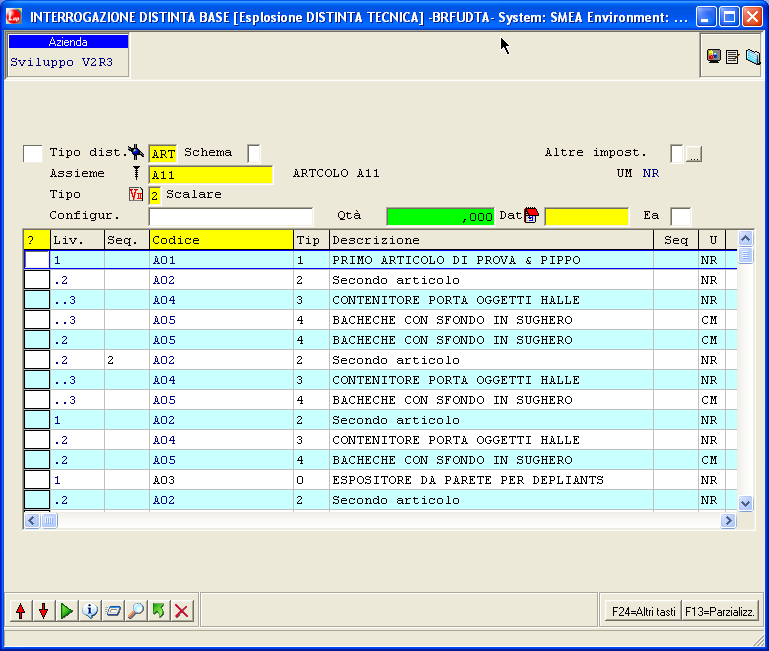 INTERROGAZIONE DISTINTA BASE [Esplosione DISTINTA TECNICA] -BRFUDTA- System: SMEA Environment: ...
Azienda
Sviluppo V2R3
Tipo dist. ART Schema Altre impost. ...
Assieme A11 ARTCOLO A11 UM NR
Tipo 2 Scalare
Configur. Qtà ,000 Dat Ea
? Liv. Seq. Codice Tip Descrizione Seq U
1 A01 1 PRIMO ARTICOLO DI PROVA & PIPPO NR
.2 A02 2 Secondo articolo NR
..3 A04 3 CONTENITORE PORTA OGGETTI HALLE NR
..3 A05 4 BACHECHE CON SFONDO IN SUGHERO CM
.2 A05 4 BACHECHE CON SFONDO IN SUGHERO CM
.2 2 A02 2 Secondo articolo NR
..3 A04 3 CONTENITORE PORTA OGGETTI HALLE NR
..3 A05 4 BACHECHE CON SFONDO IN SUGHERO CM
1 A02 2 Secondo articolo NR
.2 A04 3 CONTENITORE PORTA OGGETTI HALLE NR
.2 A05 4 BACHECHE CON SFONDO IN SUGHERO CM
1 A03 0 ESPOSITORE DA PARETE PER DEPLIANTS NR
.2 A02 2 Secondo articolo NR
F24=Altri tasti F13=Parzializz.